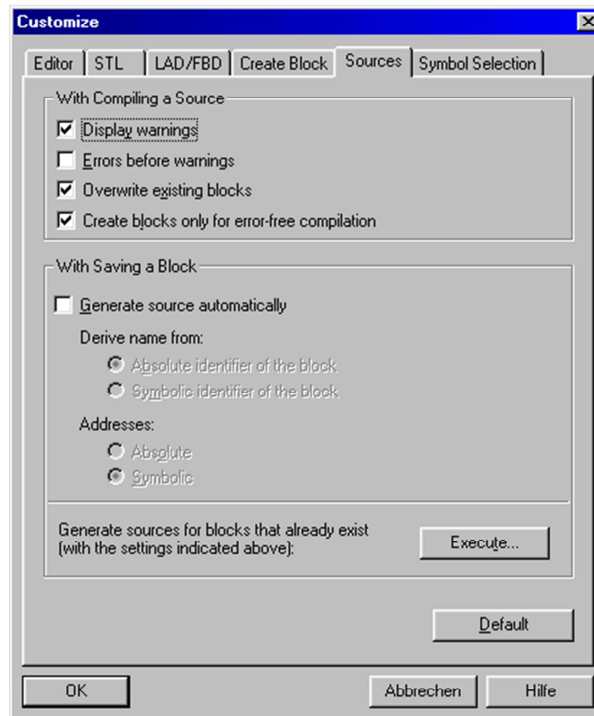 Customize
Editor
STL
LAD/FBD
Create Block
Sources
Symbol Selection
With Compiling a Source
Display warnings
Errors before warnings
Overwrite existing blocks
Create blocks only for error-free compilation
With Saving a Block
Generate source automatically
Derive name from:
Absolute identifier of the block
Symbolic identifier of the block
Addresses:
Absolute
Symbolic
Generate sources for blocks that already exist
(with the settings indicated above):
Execute...
Default
OK
Abbrechen
Hilfe